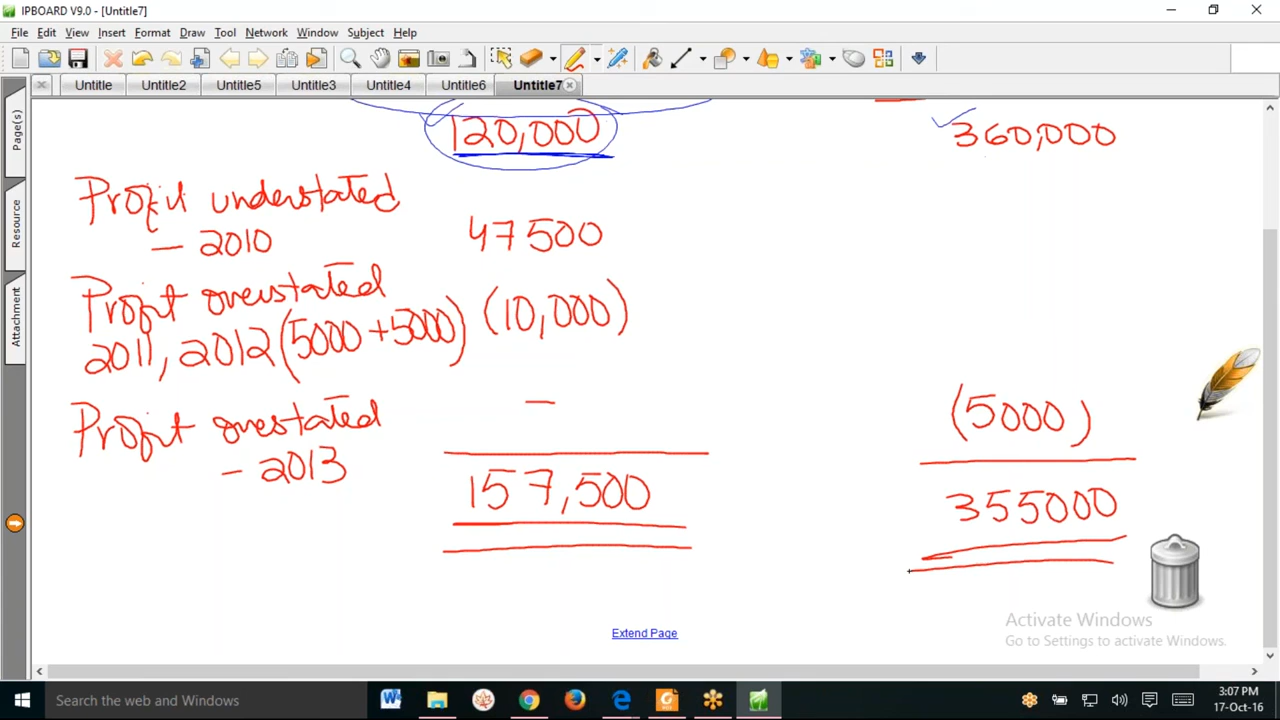 IPBOARD V9.0 - [Untitle7]
File Edit View Insert Format Draw Tool Network Window Subject Help
Untitle Untitle2 Untitle5 Untitle3 Untitle4 Untitle6 Untitle7
Page(s)
Resource
Attachment
120,000 360,000
Profit understated
- 2010 47500
Profit overstated
2011, 2012 (5000 + 5000) (10,000)
Profit overstated - (5000)
- 2013
157,500 355000
Extend Page
Activate Windows
Go to Settings to activate Windows.
Search the web and Windows
3:07 PM
17-Oct-16